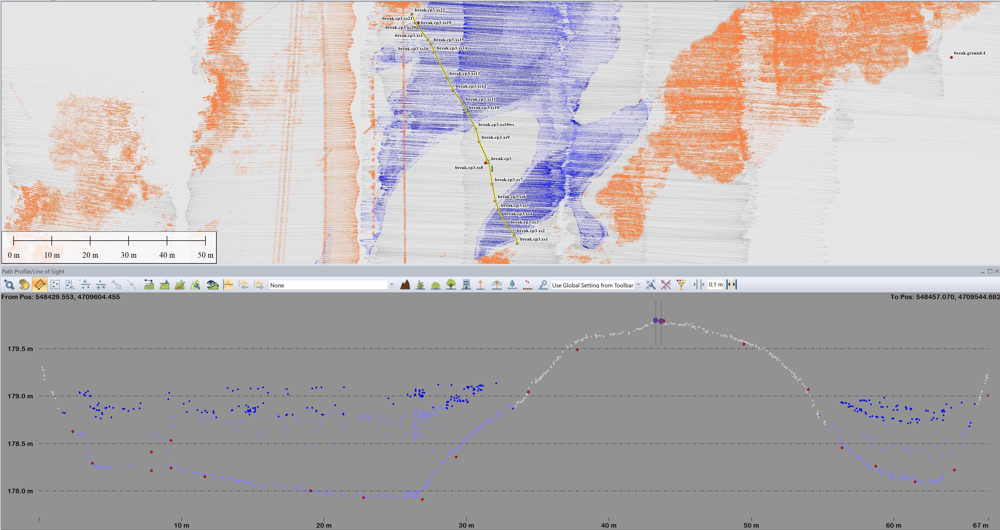 break.cp3.xs22
break.cp3.xs21
break.cp3.xs19
break.cp3.xs20
break.cp3.xs1
break.cp3.xs15
break.cp3.xs16
break.cp3.xs14
break.ground.4
break.cp3.xs13
break.cp3.xs12
break.cp3.xs11
break.cp3.xs10
break.cp3.xs10ws
break.cp3.xs9
break.cp3
break.cp3.xs8
1
break.cp3.xs7
break.cp3.xs6
break.cp3.xs5
break.cp3.xs4
break.cp3.xs3
break.cp3.xs2
break.cp3.xs1
0 m 10 m 20 m 30 m 40 m 50 m
Path Profile/Line of Sight
None
Use Global Setting from Toolbar
0.1 m
From Pos: 548429.553, 4709604.455
To Pos: 548457.070, 4709544.682
179.5 m
179.0 m
178.5 m
178.0 m
10 m 20 m 30 m 40 m 50 m 60 m 67 m